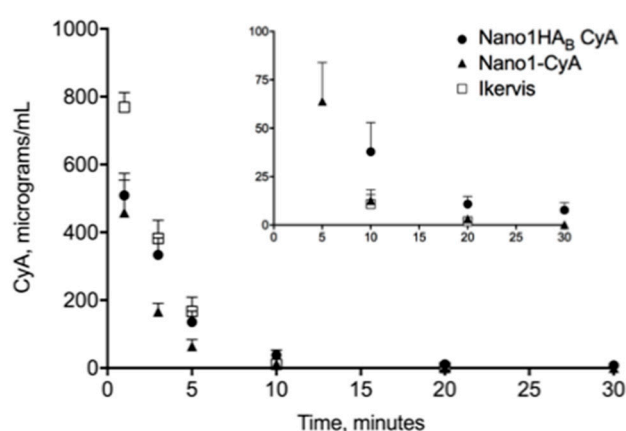 1000
800
600
400
200
0
CyA, micrograms/mL
0 5 10 15 20 25 30
Time, minutes
100
75
50
25
0
0 5 10 15 20 25 30
Nano1HAB CyA
Nano1-CyA
Ikervis